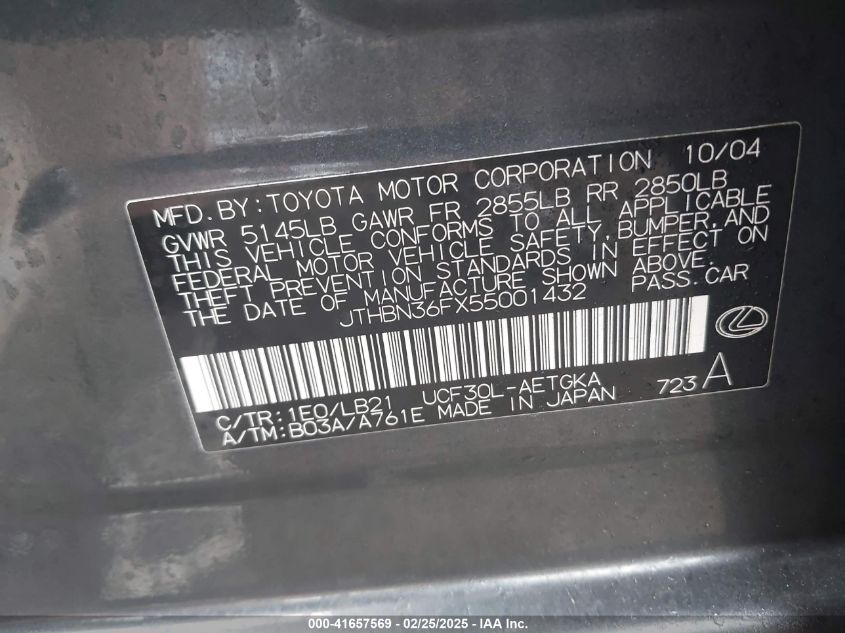 MFD. BY: TOYOTA MOTOR CORPORATION 10/04
GVWR 5145LB GAWR FR 2855LB RR 2850LB
THIS VEHICLE CONFORMS TO ALL APPLICABLE
FEDERAL MOTOR VEHICLE SAFETY, BUMPER, AND
THEFT PREVENTION STANDARDS IN EFFECT ON
THE DATE OF MANUFACTURE SHOWN ABOVE.
JTHBN36FX55001432 PASS. CAR
C/TR: 1E0/LB21 UCF30L-AETGKA 723 A
A/TM: B03A/A761E MADE IN JAPAN
000-41657569 - 02/25/2025 - IAA Inc.